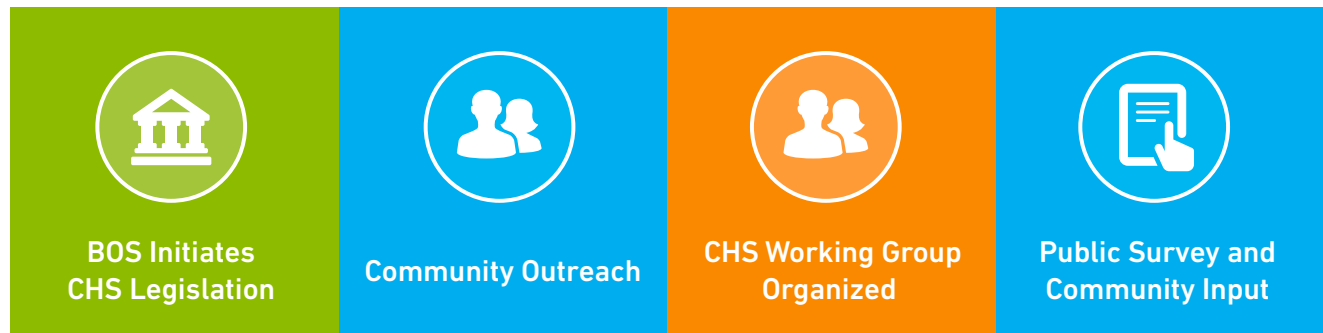 BOS Initiates
CHS Legislation
Community Outreach
CHS Working Group
Organized
Public Survey and
Community Input